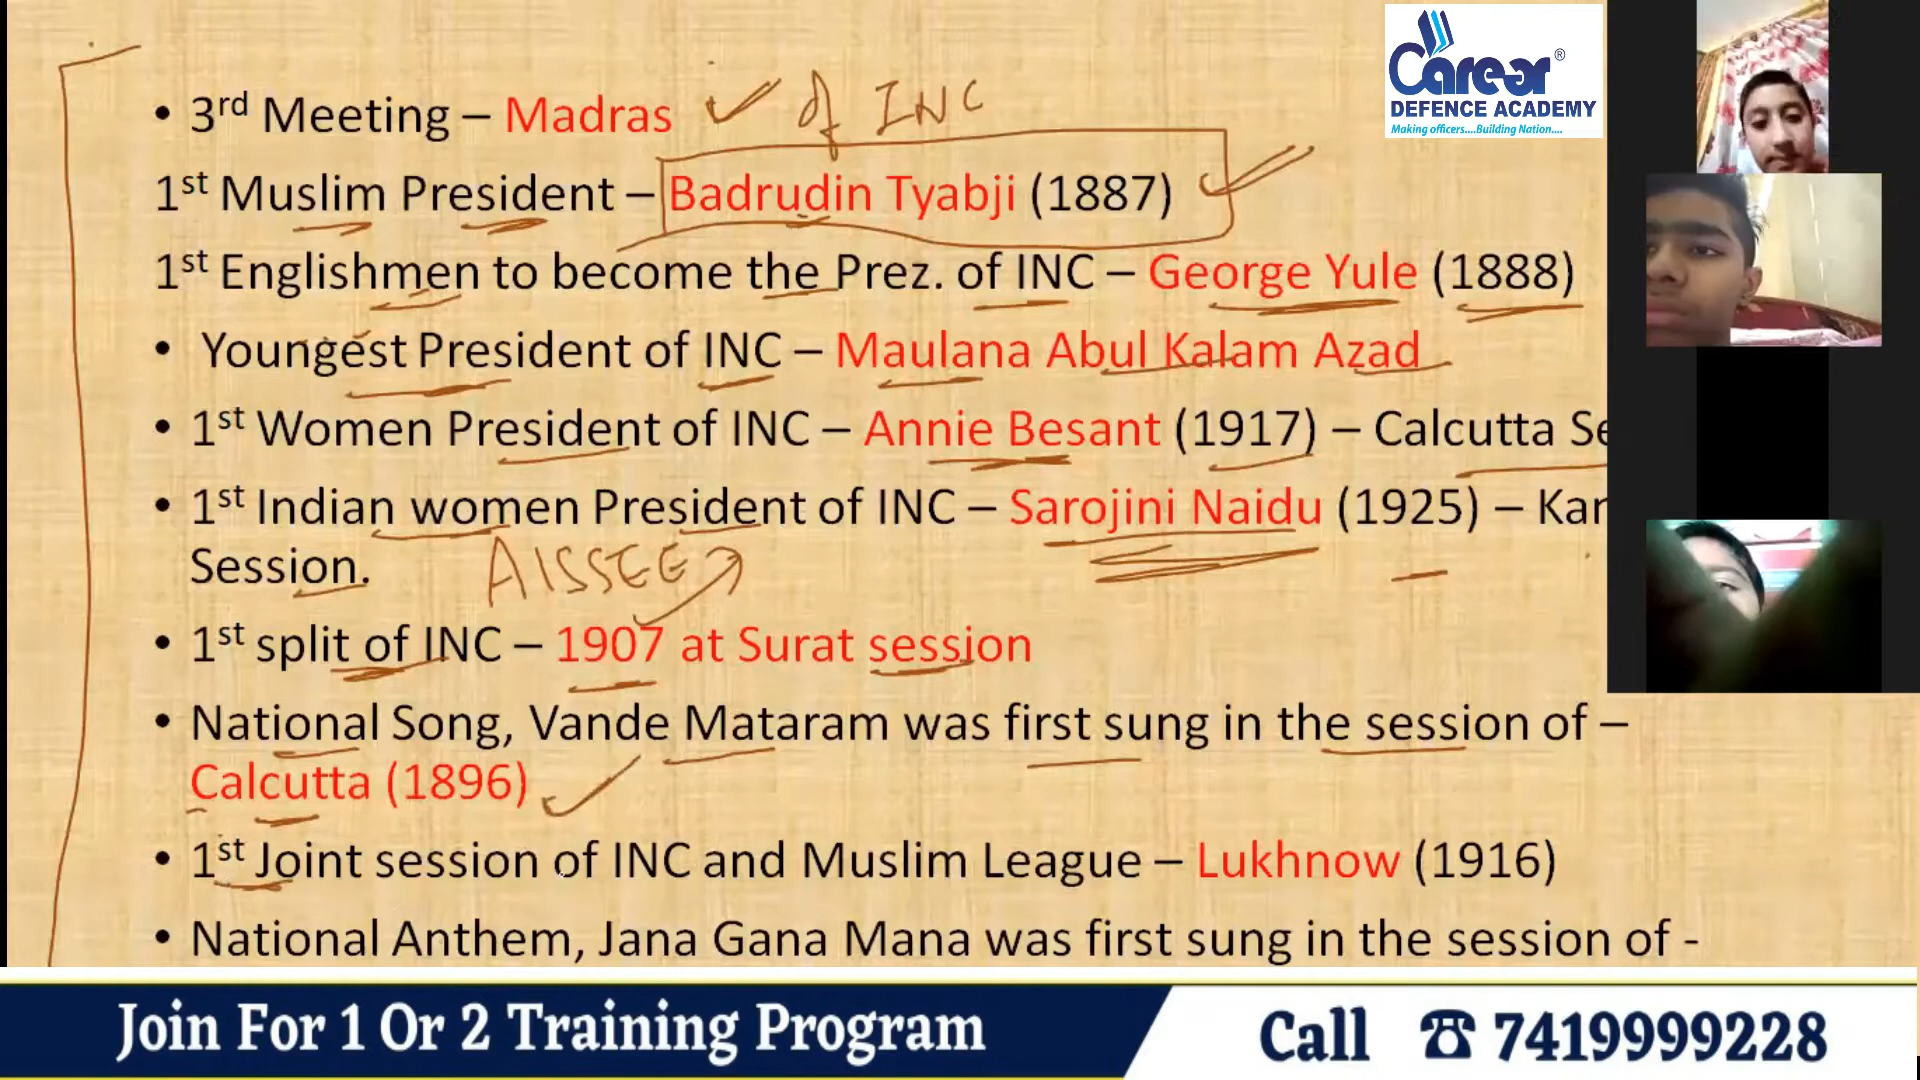 • 3rd Meeting – Madras of INC
1st Muslim President – Badrudin Tyabji (1887)
1st Englishmen to become the Prez. of INC – George Yule (1888)
• Youngest President of INC – Maulana Abul Kalam Azad
• 1st Women President of INC – Annie Besant (1917) – Calcutta Se
• 1st Indian women President of INC – Sarojini Naidu (1925) – Kan
Session.
AISSEE
• 1st split of INC – 1907 at Surat session
• National Song, Vande Mataram was first sung in the session of –
Calcutta (1896)
• 1st Joint session of INC and Muslim League – Lukhnow (1916)
• National Anthem, Jana Gana Mana was first sung in the session of -
Carear®
DEFENCE ACADEMY
Making officers....Building Nation....
Join For 1 Or 2 Training Program
Call ☎ 7419999228